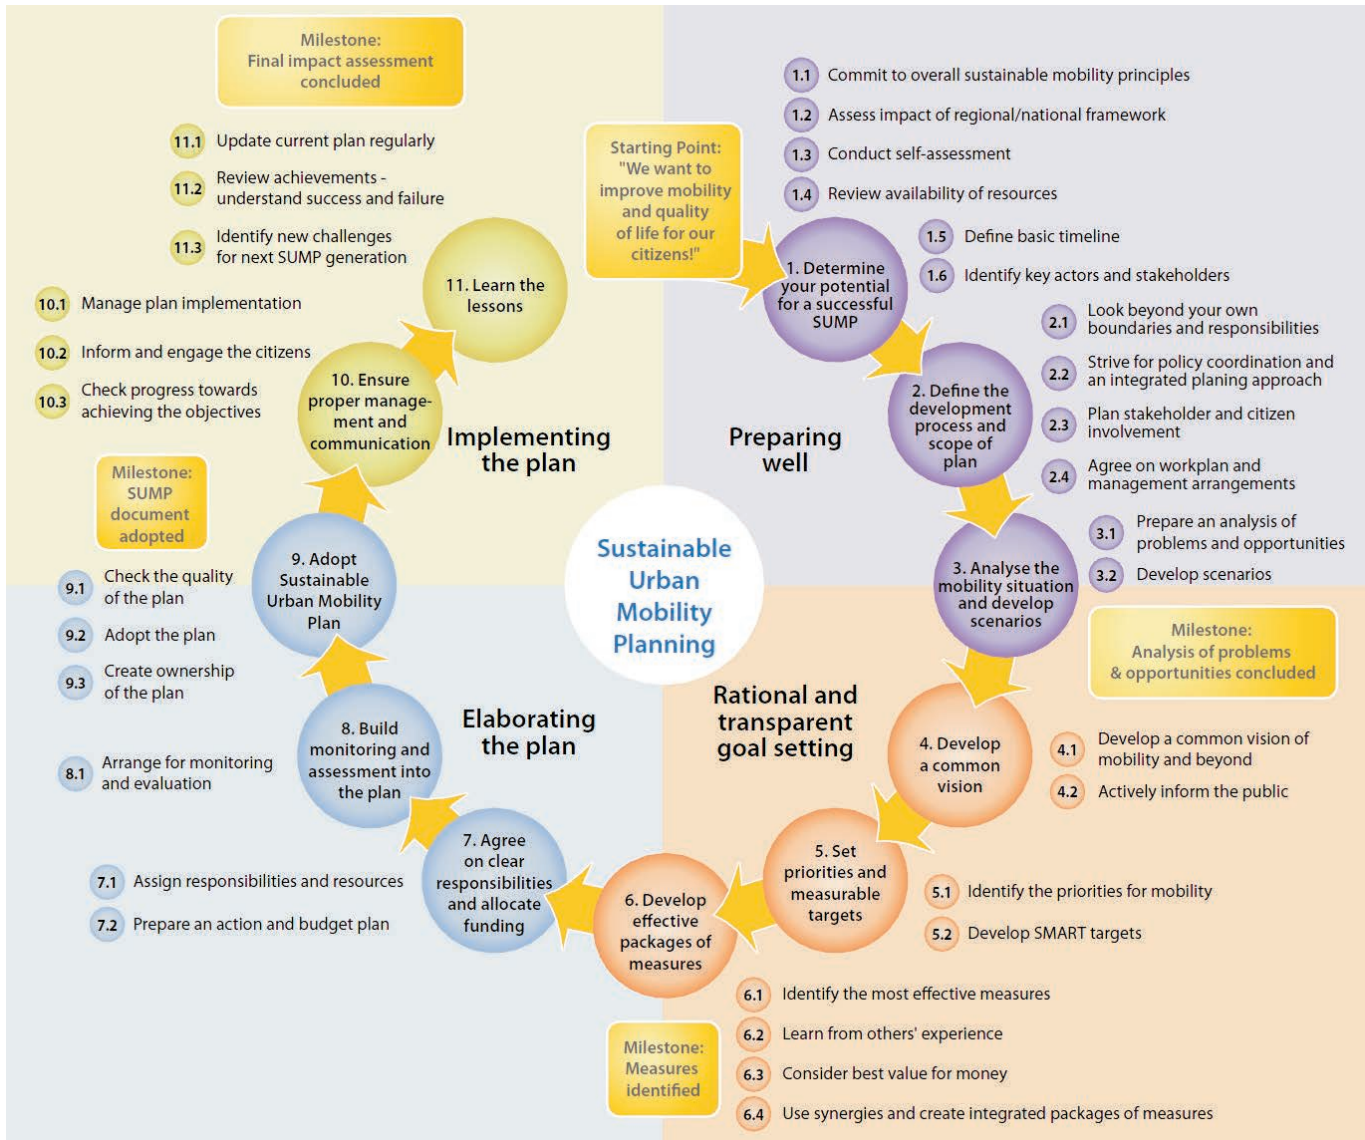 Milestone:
Final impact assessment
concluded
11.1 Update current plan regularly
11.2 Review achievements -
understand success and failure
11.3 Identify new challenges
for next SUMP generation
11. Learn the
lessons
10.1 Manage plan implementation
10.2 Inform and engage the citizens
10.3 Check progress towards
achieving the objectives
10. Ensure
proper manage-
ment and
communication
Implementing
the plan
Milestone:
SUMP
document
adopted
Starting Point:
"We want to
improve mobility
and quality
of life for our
citizens!"
1.1 Commit to overall sustainable mobility principles
1.2 Assess impact of regional/national framework
1.3 Conduct self-assessment
1.4 Review availability of resources
1.5 Define basic timeline
1.6 Identify key actors and stakeholders
1. Determine
your potential
for a successful
SUMP
2.1 Look beyond your own
boundaries and responsibilities
2.2 Strive for policy coordination and
an integrated planing approach
2.3 Plan stakeholder and citizen
involvement
2.4 Agree on workplan and
management arrangements
2. Define the
development
process and
scope of
plan
Preparing
well
3.1 Prepare an analysis of
problems and opportunities
3.2 Develop scenarios
3. Analyse the
mobility situation
and develop
scenarios
Milestone:
Analysis of problems
& opportunities concluded
Sustainable
Urban
Mobility
Planning
Rational and
transparent
goal setting
4. Develop
a common
vision
4.1 Develop a common vision of
mobility and beyond
4.2 Actively inform the public
5. Set
priorities and
measurable
targets
5.1 Identify the priorities for mobility
5.2 Develop SMART targets
6. Develop
effective
packages of
measures
6.1 Identify the most effective measures
6.2 Learn from others' experience
6.3 Consider best value for money
6.4 Use synergies and create integrated packages of measures
Milestone:
Measures
identified
Elaborating
the plan
7. Agree
on clear
responsibilities
and allocate
funding
7.1 Assign responsibilities and resources
7.2 Prepare an action and budget plan
8. Build
monitoring and
assessment into
the plan
8.1 Arrange for monitoring
and evaluation
9. Adopt
Sustainable
Urban Mobility
Plan
9.1 Check the quality
of the plan
9.2 Adopt the plan
9.3 Create ownership
of the plan